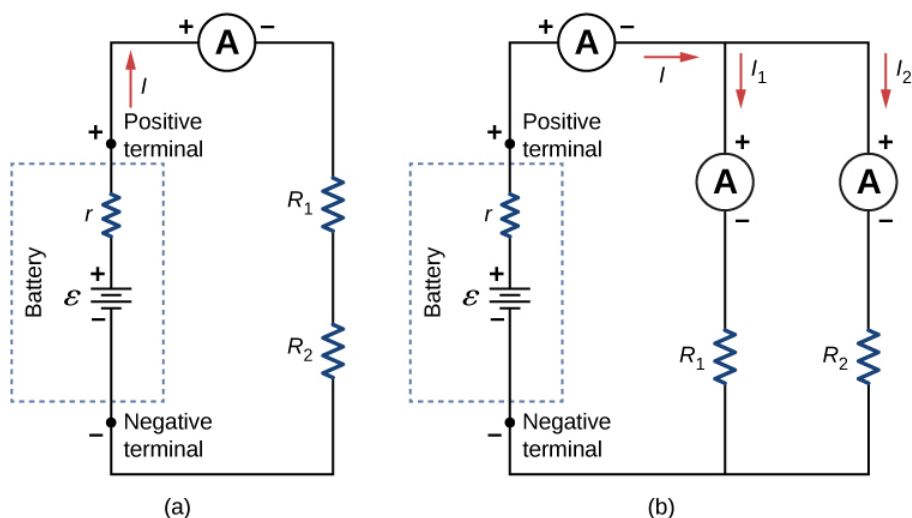 + A −
I
+ Positive
terminal
r
R1
Battery
+
ε
−
R2
− Negative
terminal
(a)
+ A −
I
I1
I2
+ Positive
terminal
+
A
−
+
A
−
r
Battery
+
ε
−
R1
R2
− Negative
terminal
(b)